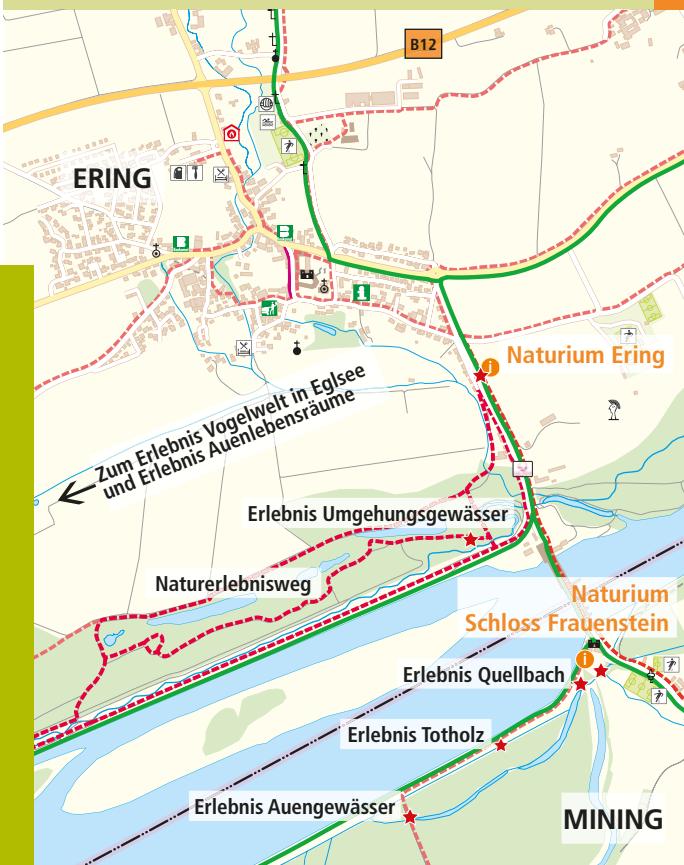 B12
ERING
Naturium Ering
Zum Erlebnis Vogelwelt in Eglsee
und Erlebnis Auenlebensräume
Erlebnis Umgehungsgewässer
Naturerlebnisweg
Naturium
Schloss Frauenstein
Erlebnis Quellbach
Erlebnis Totholz
Erlebnis Auengewässer
MINING